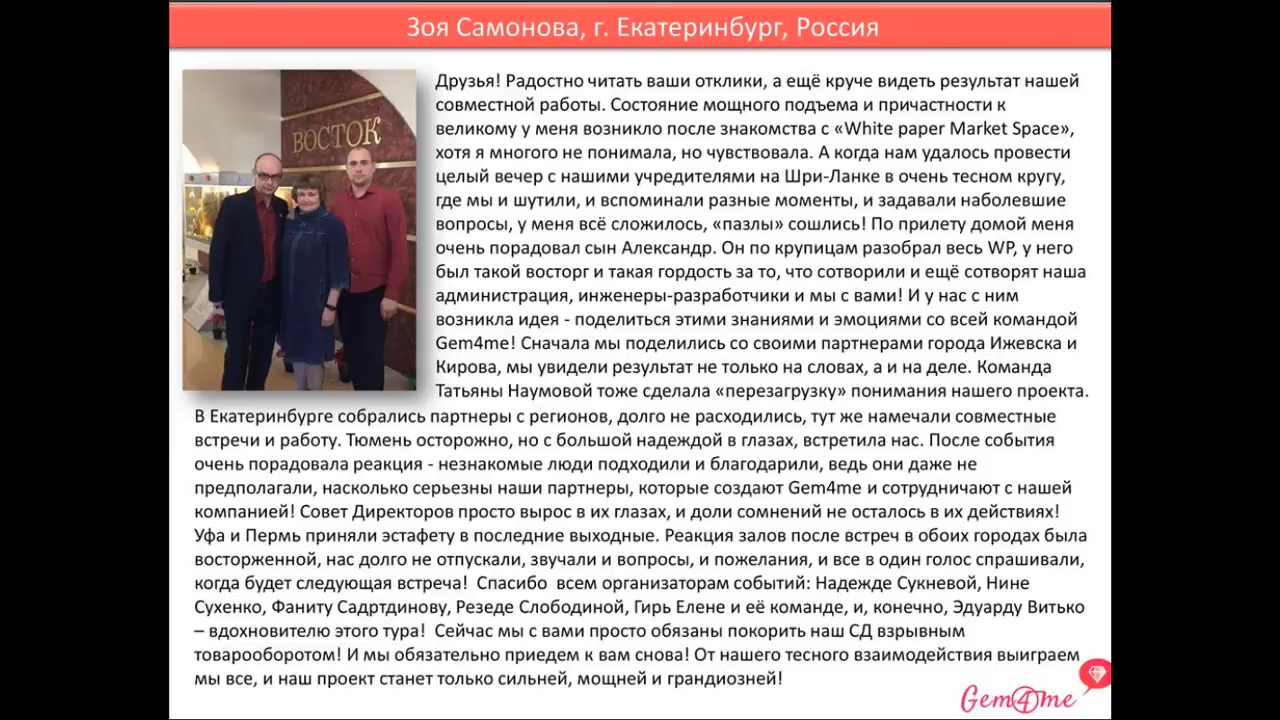 Зоя Самонова, г. Екатеринбург, Россия
ВОСТОК
Друзья! Радостно читать ваши отклики, а ещё круче видеть результат нашей
совместной работы. Состояние мощного подъема и причастности к
великому у меня возникло после знакомства с «White paper Market Space»,
хотя я многого не понимала, но чувствовала. А когда нам удалось провести
целый вечер с нашими учредителями на Шри-Ланке в очень тесном кругу,
где мы и шутили, и вспоминали разные моменты, и задавали наболевшие
вопросы, у меня всё сложилось, «пазлы» сошлись! По прилету домой меня
очень порадовал сын Александр. Он по крупицам разобрал весь WP, у него
был такой восторг и такая гордость за то, что сотворили и ещё сотворят наша
администрация, инженеры-разработчики и мы с вами! И у нас с ним
возникла идея - поделиться этими знаниями и эмоциями со всей командой
Gem4me! Сначала мы поделились со своими партнерами города Ижевска и
Кирова, мы увидели результат не только на словах, а и на деле. Команда
Татьяны Наумовой тоже сделала «перезагрузку» понимания нашего проекта.
В Екатеринбурге собрались партнеры с регионов, долго не расходились, тут же намечали совместные
встречи и работу. Тюмень осторожно, но с большой надеждой в глазах, встретила нас. После события
очень порадовала реакция - незнакомые люди подходили и благодарили, ведь они даже не
предполагали, насколько серьезны наши партнеры, которые создают Gem4me и сотрудничают с нашей
компанией! Совет Директоров просто вырос в их глазах, и доли сомнений не осталось в их действиях!
Уфа и Пермь приняли эстафету в последние выходные. Реакция залов после встреч в обоих городах была
восторженной, нас долго не отпускали, звучали и вопросы, и пожелания, и все в один голос спрашивали,
когда будет следующая встреча! Спасибо всем организаторам событий: Надежде Сукневой, Нине
Сухенко, Фаниту Садртдинову, Резеде Слободиной, Гирь Елене и её команде, и, конечно, Эдуарду Витько
– вдохновителю этого тура! Сейчас мы с вами просто обязаны покорить наш СД взрывным
товарооборотом! И мы обязательно приедем к вам снова! От нашего тесного взаимодействия выиграем
мы все, и наш проект станет только сильней, мощней и грандиозней!
Gem4me